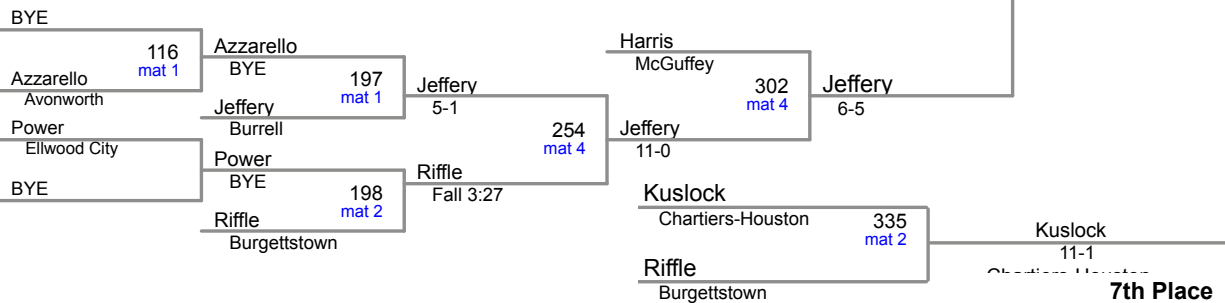 BYE
116
mat 1
Azzarello
Avonworth
Power
Ellwood City
BYE
Azzarello
BYE
197
mat 1
Jeffery
Burrell
Power
BYE
198
mat 2
Riffle
Burgettstown
Jeffery
5-1
254
mat 4
Riffle
Fall 3:27
Harris
McGuffey
302
mat 4
Jeffery
11-0
Jeffery
6-5
Kuslock
Chartiers-Houston
335
mat 2
Riffle
Burgettstown
Kuslock
11-1
Chartiers-Houston
7th Place